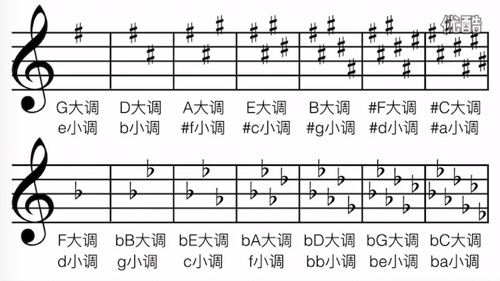 优酷
G大调 D大调 A大调 E大调 B大调 #F大调 #C大调
e小调 b小调 #f小调 #c小调 #g小调 #d小调 #a小调
F大调 bB大调 bE大调 bA大调 bD大调 bG大调 bC大调
d小调 g小调 c小调 f小调 bb小调 be小调 ba小调